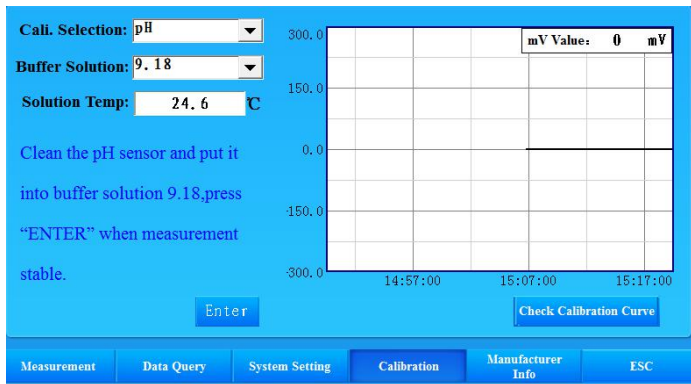 Cali. Selection: pH
Buffer Solution: 9.18
Solution Temp: 24.6 ℃
Clean the pH sensor and put it
into buffer solution 9.18,press
“ENTER” when measurement
stable.
Enter
mV Value: 0 mV
300.0
150.0
0.0
-150.0
-300.0
14:57:00 15:07:00 15:17:00
Check Calibration Curve
Measurement
Data Query
System Setting
Calibration
Manufacturer
Info
ESC